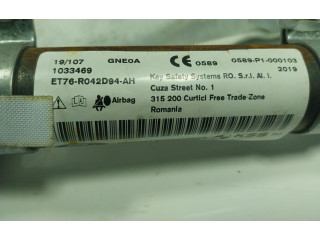 19/107 GNE0A CE 0589 0589-P1-000103
1033469 2019
ET76-R042D94-AH Key Safety Systems RO. S.r.l. Al. I.
Cuza Street No. 1
Airbag 315 200 Curtici Free Trade-Zone
Romania